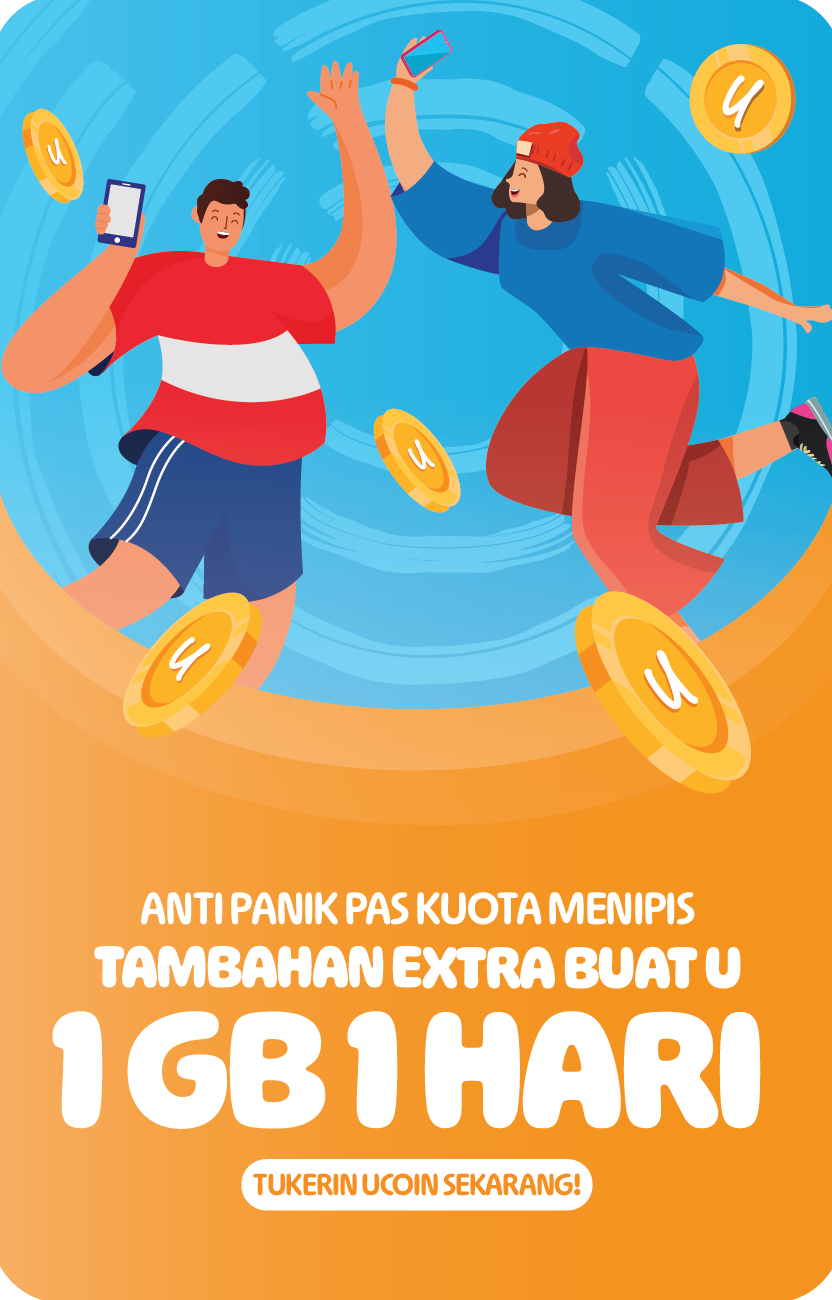 U
U
U
U
U
ANTI PANIK PAS KUOTA MENIPIS
TAMBAHAN EXTRA BUAT U
1 GB 1 HARI
TUKERIN UCOIN SEKARANG!